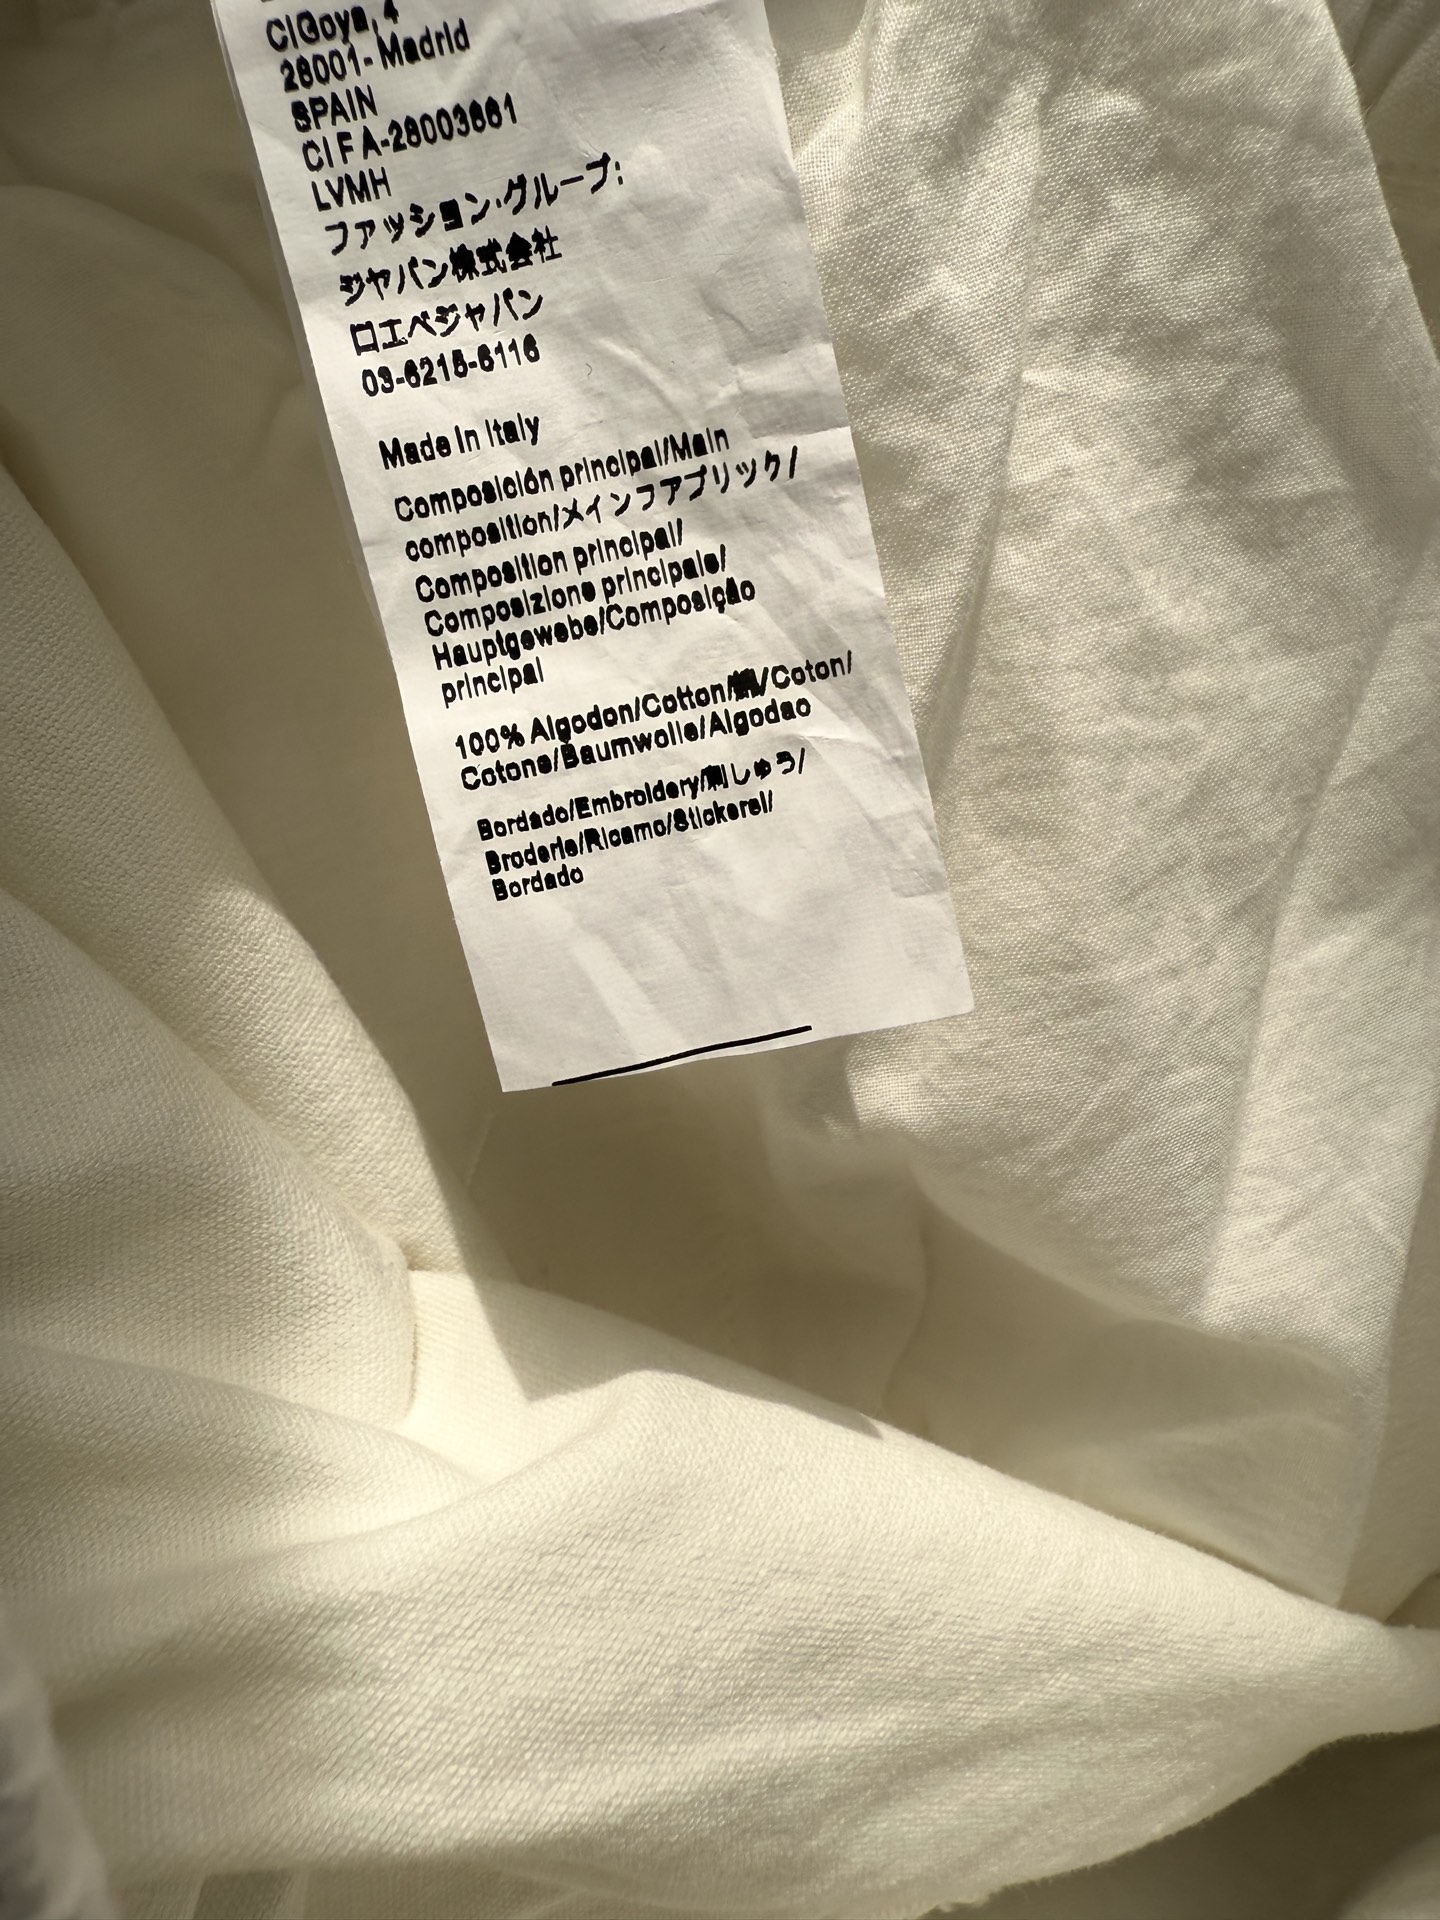 C/Goya, 4
28001- Madrid
SPAIN
CIF A-28003861
LVMH
ファッション・グループ:
ジャパン株式会社
ロエベジャパン
03-6215-6116
Made in Italy
Composición principal/Main
composition/メインファブリック/
Composition principal/
Composizione principale/
Hauptgewebe/Composição
principal
100% Algodon/Cotton/綿/Coton/
Cotone/Baumwolle/Algodao
Bordado/Embroidery/刺しゅう/
Broderie/Ricamo/Stickerei/
Bordado